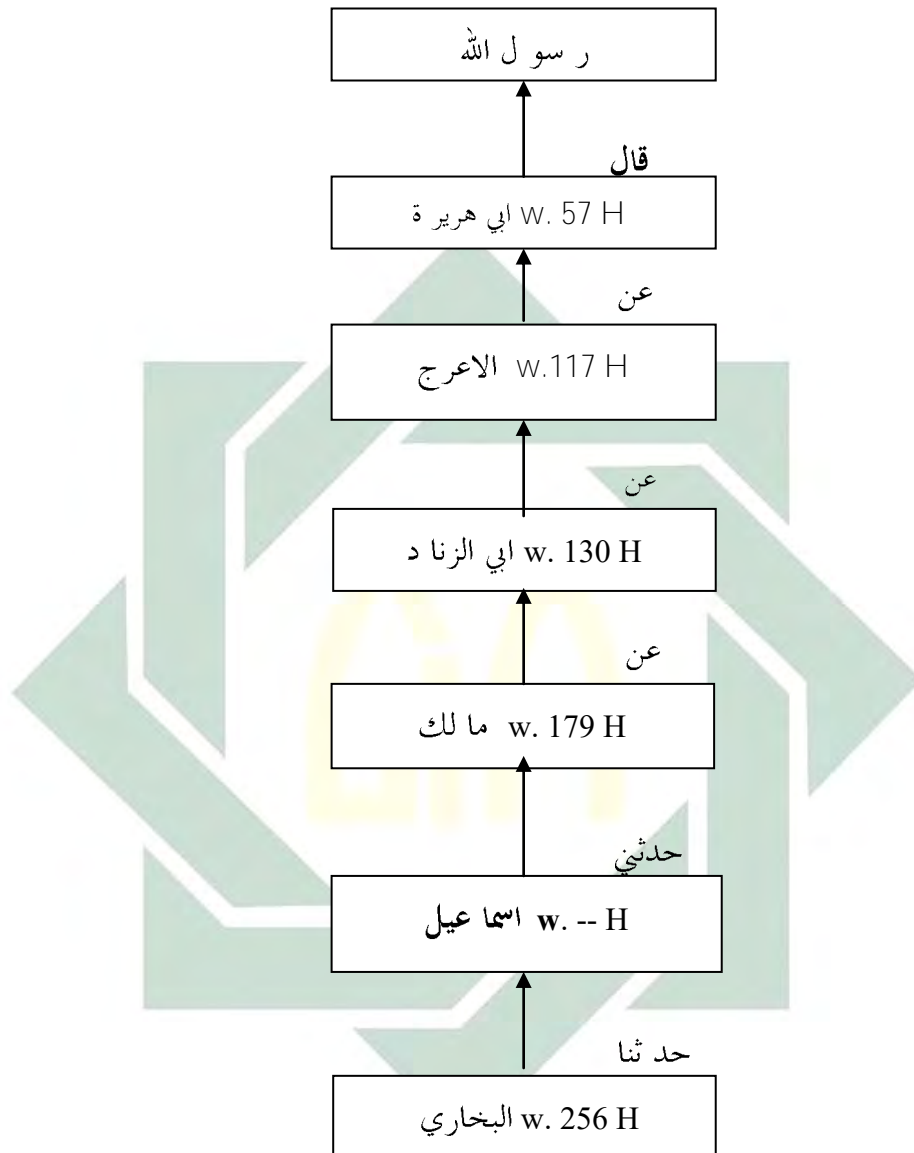 ر سو ل الله
قال
ابي هرير ة w. 57 H
عن
الاعرج w.117 H
عن
ابي الزنا د w. 130 H
عن
ما لك w. 179 H
حدثني
اسما عيل w. -- H
حد ثنا
البخاري w. 256 H